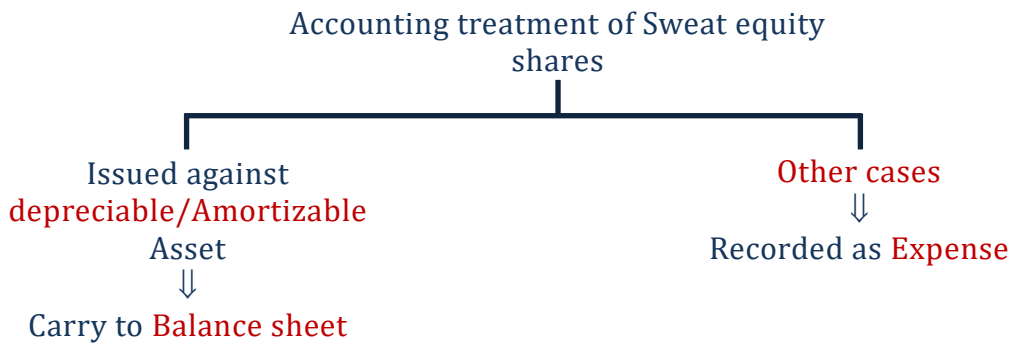 Accounting treatment of Sweat equity
shares
Issued against
depreciable/Amortizable
Asset
⇓
Carry to Balance sheet
Other cases
⇓
Recorded as Expense